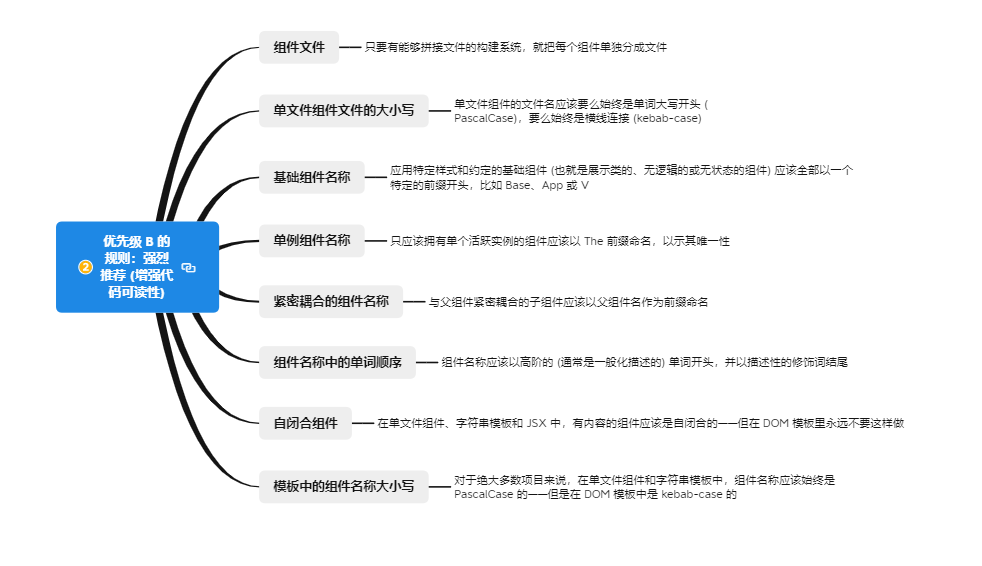 组件文件
只要有能够拼接文件的构建系统，就把每个组件单独分成文件
单文件组件文件的大小写
单文件组件的文件名应该要么始终是单词大写开头 (
PascalCase)，要么始终是横线连接 (kebab-case)
基础组件名称
应用特定样式和约定的基础组件 (也就是展示类的、无逻辑的或无状态的组件) 应该全部以一个
特定的前缀开头，比如 Base、App 或 V
2
优先级 B 的
规则：强烈
推荐 (增强代
码可读性)
单例组件名称
只应该拥有单个活跃实例的组件应该以 The 前缀命名，以示其唯一性
紧密耦合的组件名称
与父组件紧密耦合的子组件应该以父组件名作为前缀命名
组件名称中的单词顺序
组件名称应该以高阶的 (通常是一般化描述的) 单词开头，并以描述性的修饰词结尾
自闭合组件
在单文件组件、字符串模板和 JSX 中，有内容的组件应该是自闭合的——但在 DOM 模板里永远不要这样做
模板中的组件名称大小写
对于绝大多数项目来说，在单文件组件和字符串模板中，组件名称应该始终是
PascalCase 的——但是在 DOM 模板中是 kebab-case 的